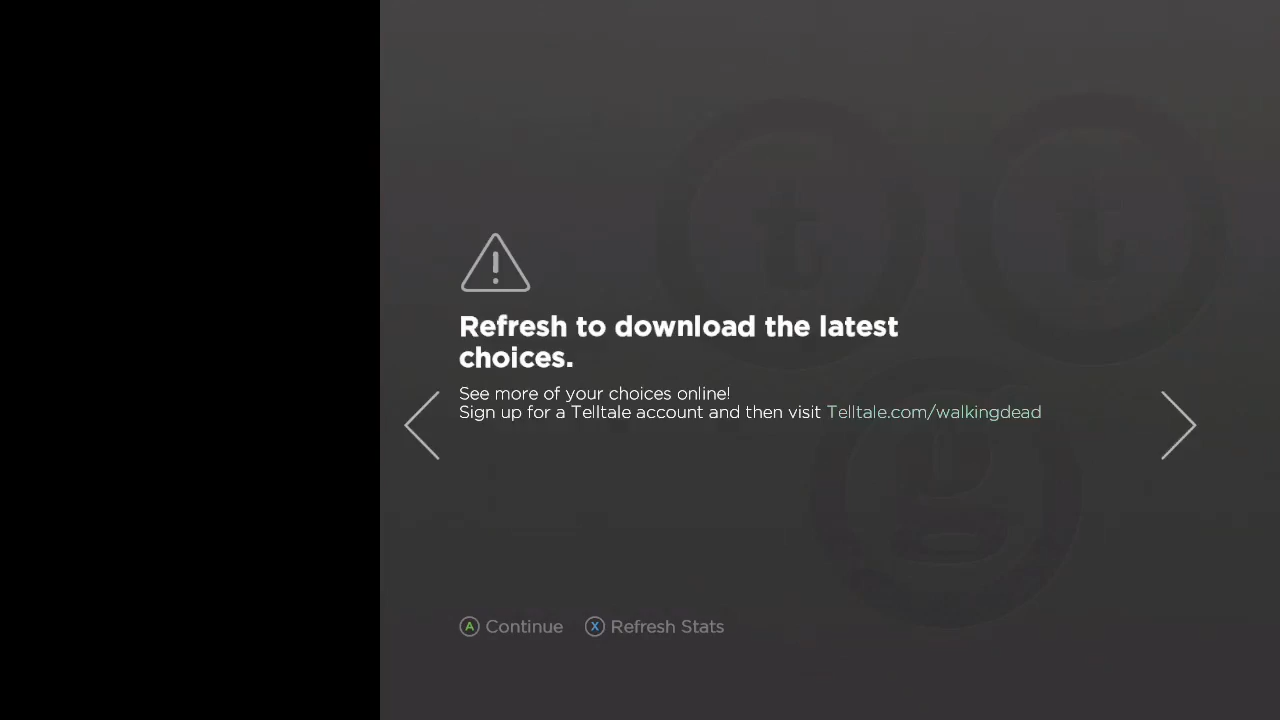 Refresh to download the latest
choices.
See more of your choices online!
Sign up for a Telltale account and then visit Telltale.com/walkingdead
A Continue X Refresh Stats